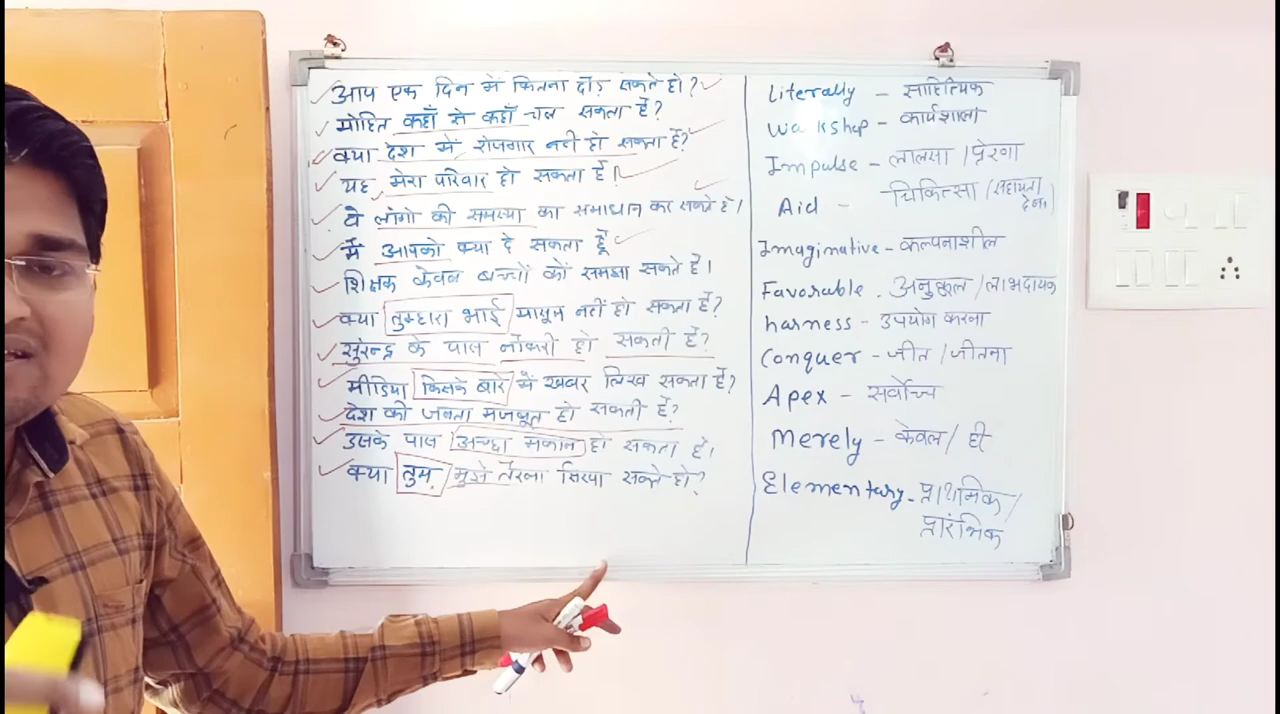 आप एक दिन में कितना दौड़ सकते हो?
मोहित कहाँ से कहाँ चल सकता हैं?
क्या देश में रोजगार नही हो सकता हैं?
यह मेरा परिवार हो सकता हैं।
वे लोगो की समस्या का समाधान कर सकते हैं।
मैं आपको क्या दे सकता हूँ
शिक्षक केवल बच्चों को समझा सकते हैं।
क्या तुम्हारा भाई मायूस नहीं हो सकता हैं?
सुरेन्द्र के पास नौकरी हो सकती हैं?
मीडिया किसके बारे में खबर लिख सकता हैं?
देश की जनता मजबूत हो सकती हैं?
उसके पास अच्छा मकान हो सकता हैं।
क्या तुम मुझे तैरना सिखा सकते हो?
Literally – साहित्यिक
Workshop – कार्यशाला
Impulse – लालसा / प्रेरणा
Aid – चिकित्सा (सहायता
देना)
Imaginative – कल्पनाशील
Favorable . अनुकूल / लाभदायक
harness – उपयोग करना
Conquer – जीत / जीतना
Apex – सर्वोच्च
Merely – केवल / ही
Elementary – प्राथमिक /
प्रारंभिक